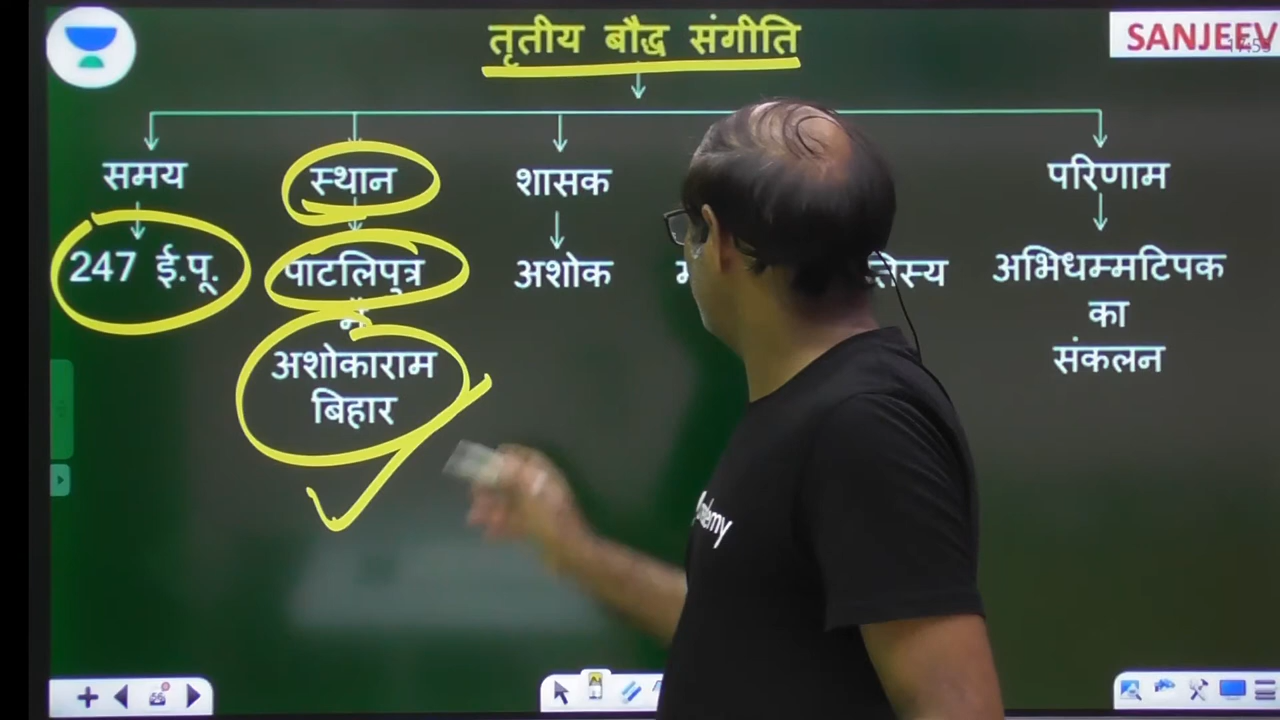 तृतीय बौद्ध संगीति
SANJEEV
समय
स्थान
शासक
परिणाम
247 ई.पू.
पाटलिपुत्र
में
अशोकाराम
बिहार
अशोक
अभिधम्मटिपक
का
संकलन